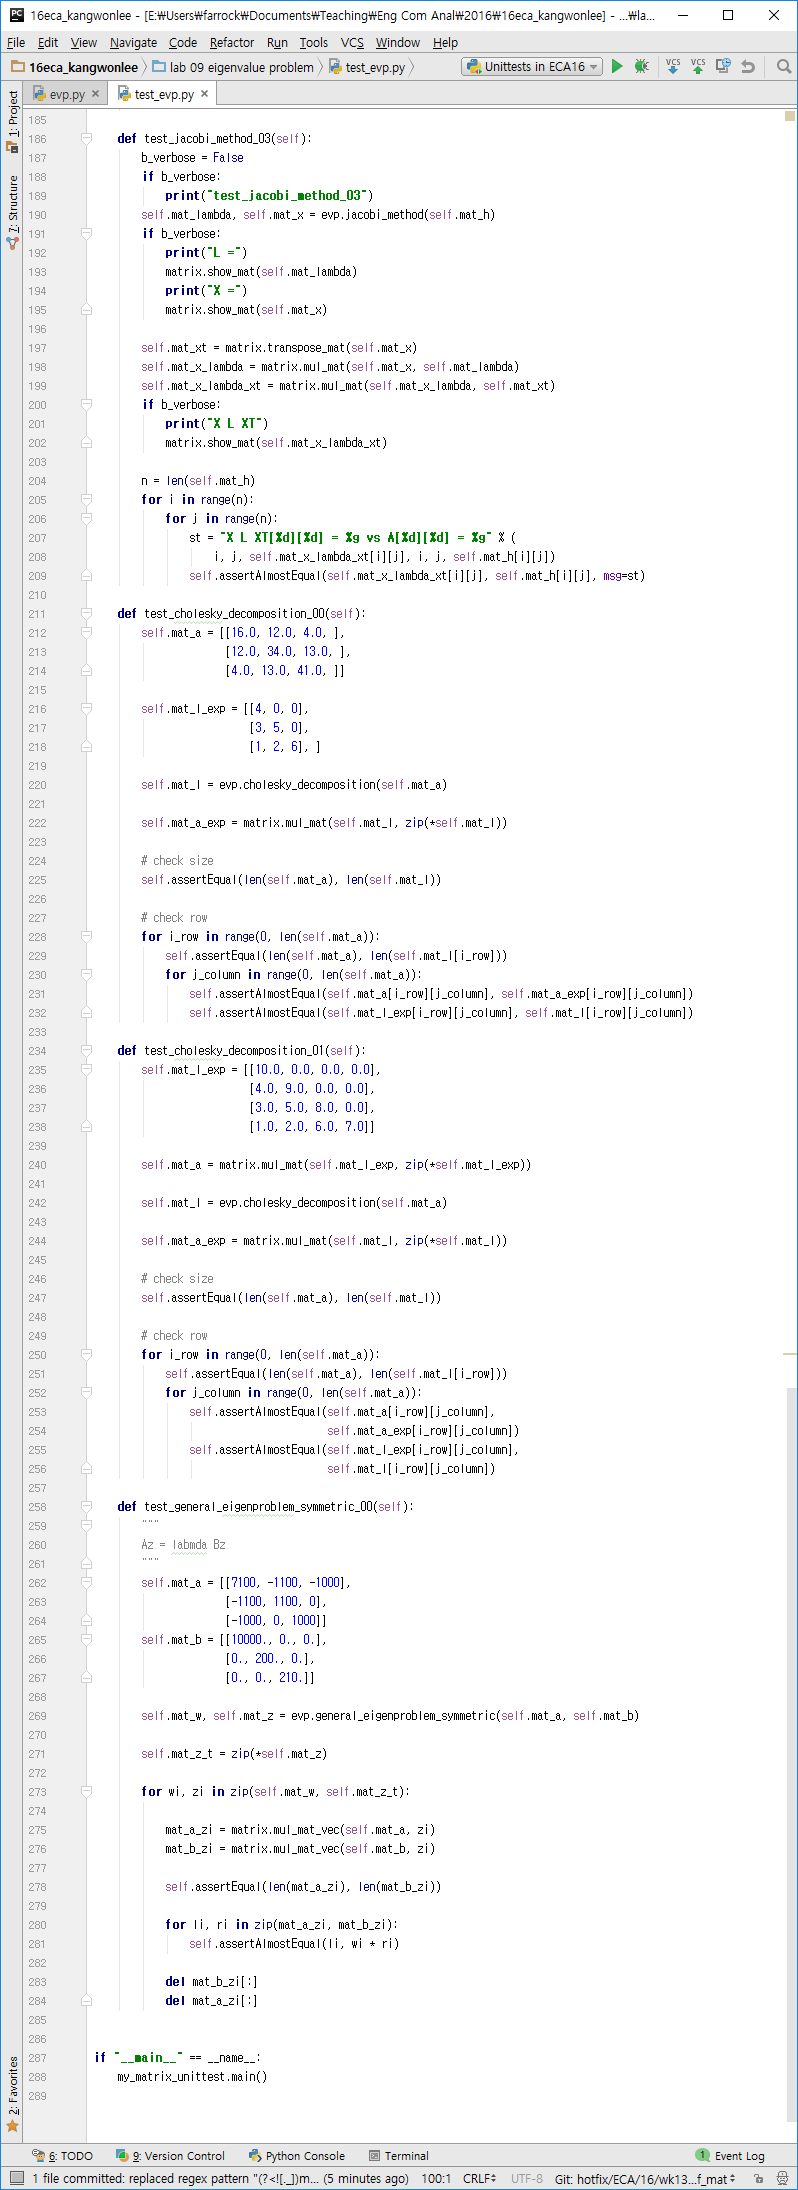 16eca_kangwonlee - [E:₩Users₩farrock₩Documents₩Teaching₩Eng Com Anal₩2016₩16eca_kangwonlee] - ...₩la...
File Edit View Navigate Code Refactor Run Tools VCS Window Help
16eca_kangwonlee lab 09 eigenvalue problem test_evp.py Unittests in ECA16 VCS VCS
evp.py × test_evp.py ×
1: Project
7: Structure
2: Favorites
185
186 def test_jacobi_method_03(self):
187 b_verbose = False
188 if b_verbose:
189 print("test_jacobi_method_03")
190 self.mat_lambda, self.mat_x = evp.jacobi_method(self.mat_h)
191 if b_verbose:
192 print("L =")
193 matrix.show_mat(self.mat_lambda)
194 print("X =")
195 matrix.show_mat(self.mat_x)
196
197 self.mat_xt = matrix.transpose_mat(self.mat_x)
198 self.mat_x_lambda = matrix.mul_mat(self.mat_x, self.mat_lambda)
199 self.mat_x_lambda_xt = matrix.mul_mat(self.mat_x_lambda, self.mat_xt)
200 if b_verbose:
201 print("X L XT")
202 matrix.show_mat(self.mat_x_lambda_xt)
203
204 n = len(self.mat_h)
205 for i in range(n):
206 for j in range(n):
207 st = "X L XT[%d][%d] = %g vs A[%d][%d] = %g" % (
208 i, j, self.mat_x_lambda_xt[i][j], i, j, self.mat_h[i][j])
209 self.assertAlmostEqual(self.mat_x_lambda_xt[i][j], self.mat_h[i][j], msg=st)
210
211 def test_cholesky_decomposition_00(self):
212 self.mat_a = [[16.0, 12.0, 4.0, ],
213 [12.0, 34.0, 13.0, ],
214 [4.0, 13.0, 41.0, ]]
215
216 self.mat_l_exp = [[4, 0, 0],
217 [3, 5, 0],
218 [1, 2, 6], ]
219
220 self.mat_l = evp.cholesky_decomposition(self.mat_a)
221
222 self.mat_a_exp = matrix.mul_mat(self.mat_l, zip(*self.mat_l))
223
224 # check size
225 self.assertEqual(len(self.mat_a), len(self.mat_l))
226
227 # check row
228 for i_row in range(0, len(self.mat_a)):
229 self.assertEqual(len(self.mat_a), len(self.mat_l[i_row]))
230 for j_column in range(0, len(self.mat_a)):
231 self.assertAlmostEqual(self.mat_a[i_row][j_column], self.mat_a_exp[i_row][j_column])
232 self.assertAlmostEqual(self.mat_l_exp[i_row][j_column], self.mat_l[i_row][j_column])
233
234 def test_cholesky_decomposition_01(self):
235 self.mat_l_exp = [[10.0, 0.0, 0.0, 0.0],
236 [4.0, 9.0, 0.0, 0.0],
237 [3.0, 5.0, 8.0, 0.0],
238 [1.0, 2.0, 6.0, 7.0]]
239
240 self.mat_a = matrix.mul_mat(self.mat_l_exp, zip(*self.mat_l_exp))
241
242 self.mat_l = evp.cholesky_decomposition(self.mat_a)
243
244 self.mat_a_exp = matrix.mul_mat(self.mat_l, zip(*self.mat_l))
245
246 # check size
247 self.assertEqual(len(self.mat_a), len(self.mat_l))
248
249 # check row
250 for i_row in range(0, len(self.mat_a)):
251 self.assertEqual(len(self.mat_a), len(self.mat_l[i_row]))
252 for j_column in range(0, len(self.mat_a)):
253 self.assertAlmostEqual(self.mat_a[i_row][j_column],
254 self.mat_a_exp[i_row][j_column])
255 self.assertAlmostEqual(self.mat_l_exp[i_row][j_column],
256 self.mat_l[i_row][j_column])
257
258 def test_general_eigenproblem_symmetric_00(self):
259 """
260 Az = labmda Bz
261 """
262 self.mat_a = [[7100, -1100, -1000],
263 [-1100, 1100, 0],
264 [-1000, 0, 1000]]
265 self.mat_b = [[10000., 0., 0.],
266 [0., 200., 0.],
267 [0., 0., 210.]]
268
269 self.mat_w, self.mat_z = evp.general_eigenproblem_symmetric(self.mat_a, self.mat_b)
270
271 self.mat_z_t = zip(*self.mat_z)
272
273 for wi, zi in zip(self.mat_w, self.mat_z_t):
274
275 mat_a_zi = matrix.mul_mat_vec(self.mat_a, zi)
276 mat_b_zi = matrix.mul_mat_vec(self.mat_b, zi)
277
278 self.assertEqual(len(mat_a_zi), len(mat_b_zi))
279
280 for li, ri in zip(mat_a_zi, mat_b_zi):
281 self.assertAlmostEqual(li, wi * ri)
282
283 del mat_b_zi[:]
284 del mat_a_zi[:]
285
286
287 if "__main__" == __name__:
288 my_matrix_unittest.main()
289
6: TODO 9: Version Control Python Console Terminal 1 Event Log
1 file committed: replaced regex pattern "(?<![._])m... (5 minutes ago) 100:1 CRLF UTF-8 Git: hotfix/ECA/16/wk13...f_mat